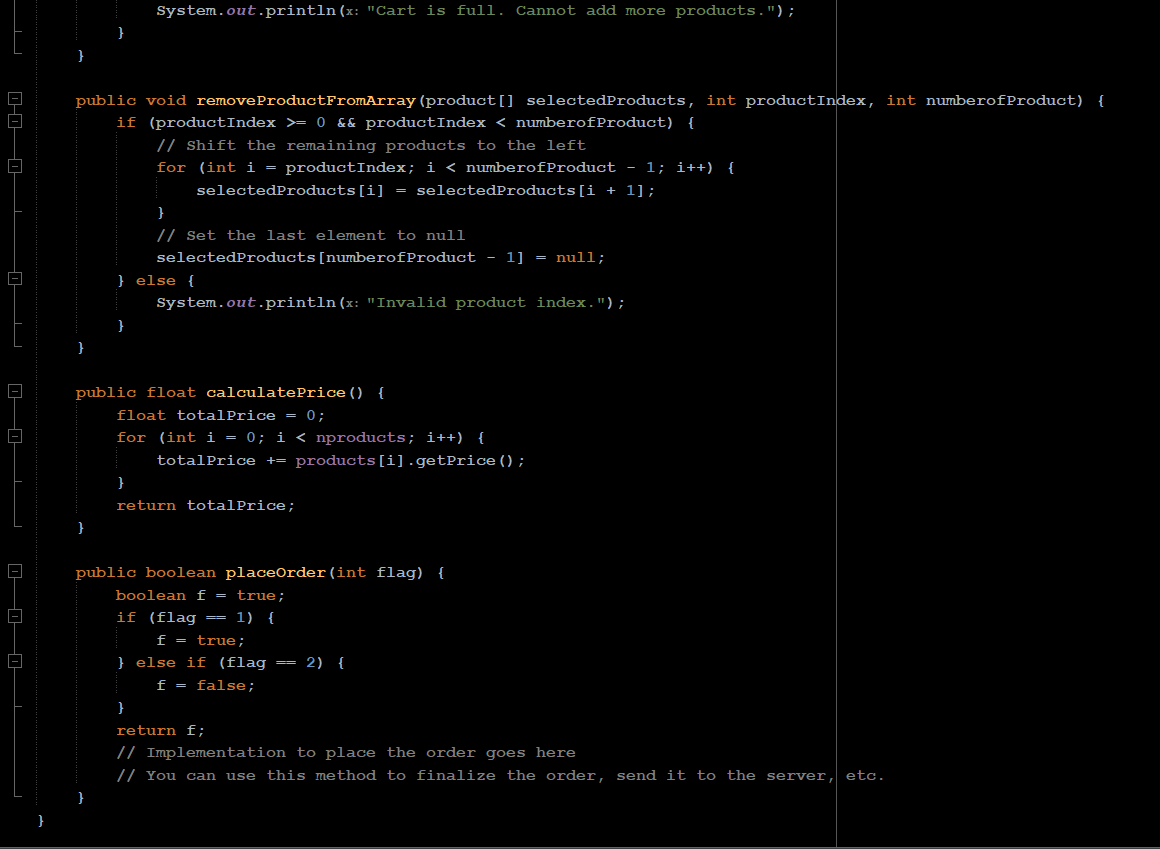 System.out.println(x: "Cart is full. Cannot add more products.");
}
}
public void removeProductFromArray(product[] selectedProducts, int productIndex, int numberofProduct) {
if (productIndex >= 0 && productIndex < numberofProduct) {
// Shift the remaining products to the left
for (int i = productIndex; i < numberofProduct - 1; i++) {
selectedProducts[i] = selectedProducts[i + 1];
}
// Set the last element to null
selectedProducts[numberofProduct - 1] = null;
} else {
System.out.println(x: "Invalid product index.");
}
}
public float calculatePrice() {
float totalPrice = 0;
for (int i = 0; i < nproducts; i++) {
totalPrice += products[i].getPrice();
}
return totalPrice;
}
public boolean placeOrder(int flag) {
boolean f = true;
if (flag == 1) {
f = true;
} else if (flag == 2) {
f = false;
}
return f;
// Implementation to place the order goes here
// You can use this method to finalize the order, send it to the server, etc.
}
}